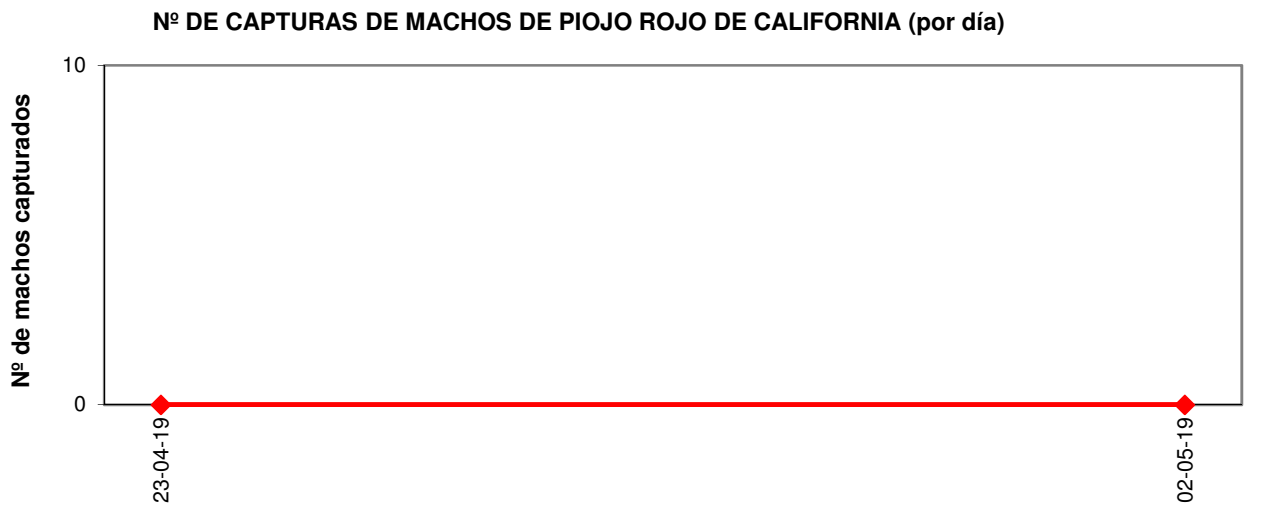 Nº DE CAPTURAS DE MACHOS DE PIOJO ROJO DE CALIFORNIA (por día)
Nº de machos capturados
10
0
23-04-19
02-05-19